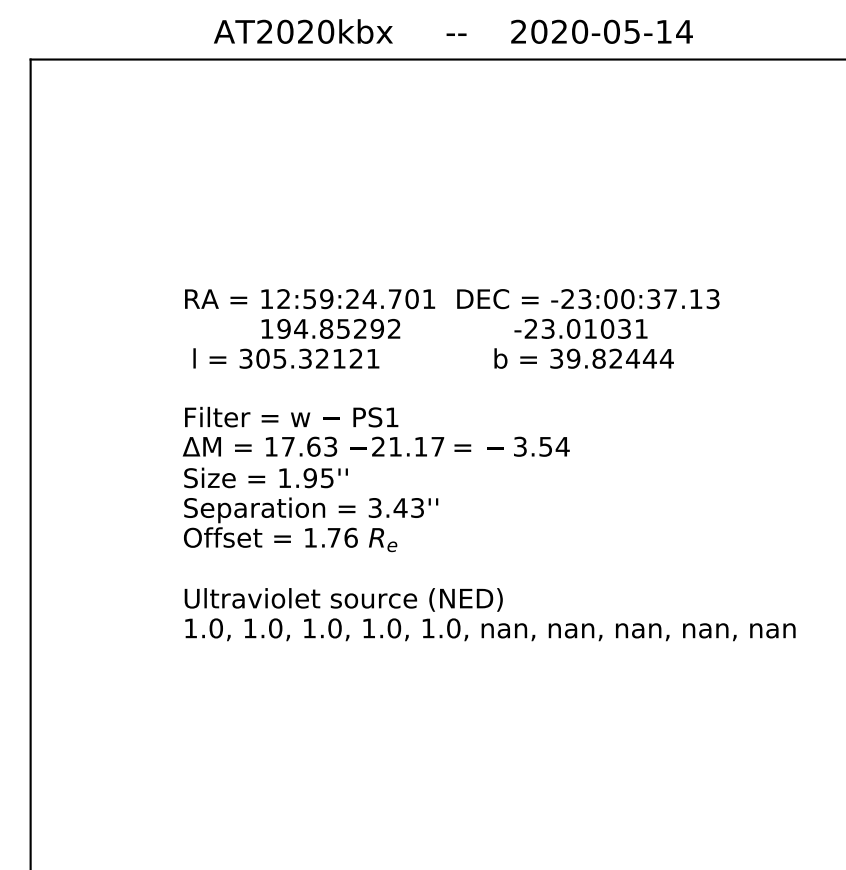 AT2020kbx -- 2020-05-14
RA = 12:59:24.701 DEC = -23:00:37.13
194.85292 -23.01031
l = 305.32121 b = 39.82444
Filter = w − PS1
ΔM = 17.63 −21.17 = − 3.54
Size = 1.95''
Separation = 3.43''
Offset = 1.76 Rₑ
Ultraviolet source (NED)
1.0, 1.0, 1.0, 1.0, 1.0, nan, nan, nan, nan, nan